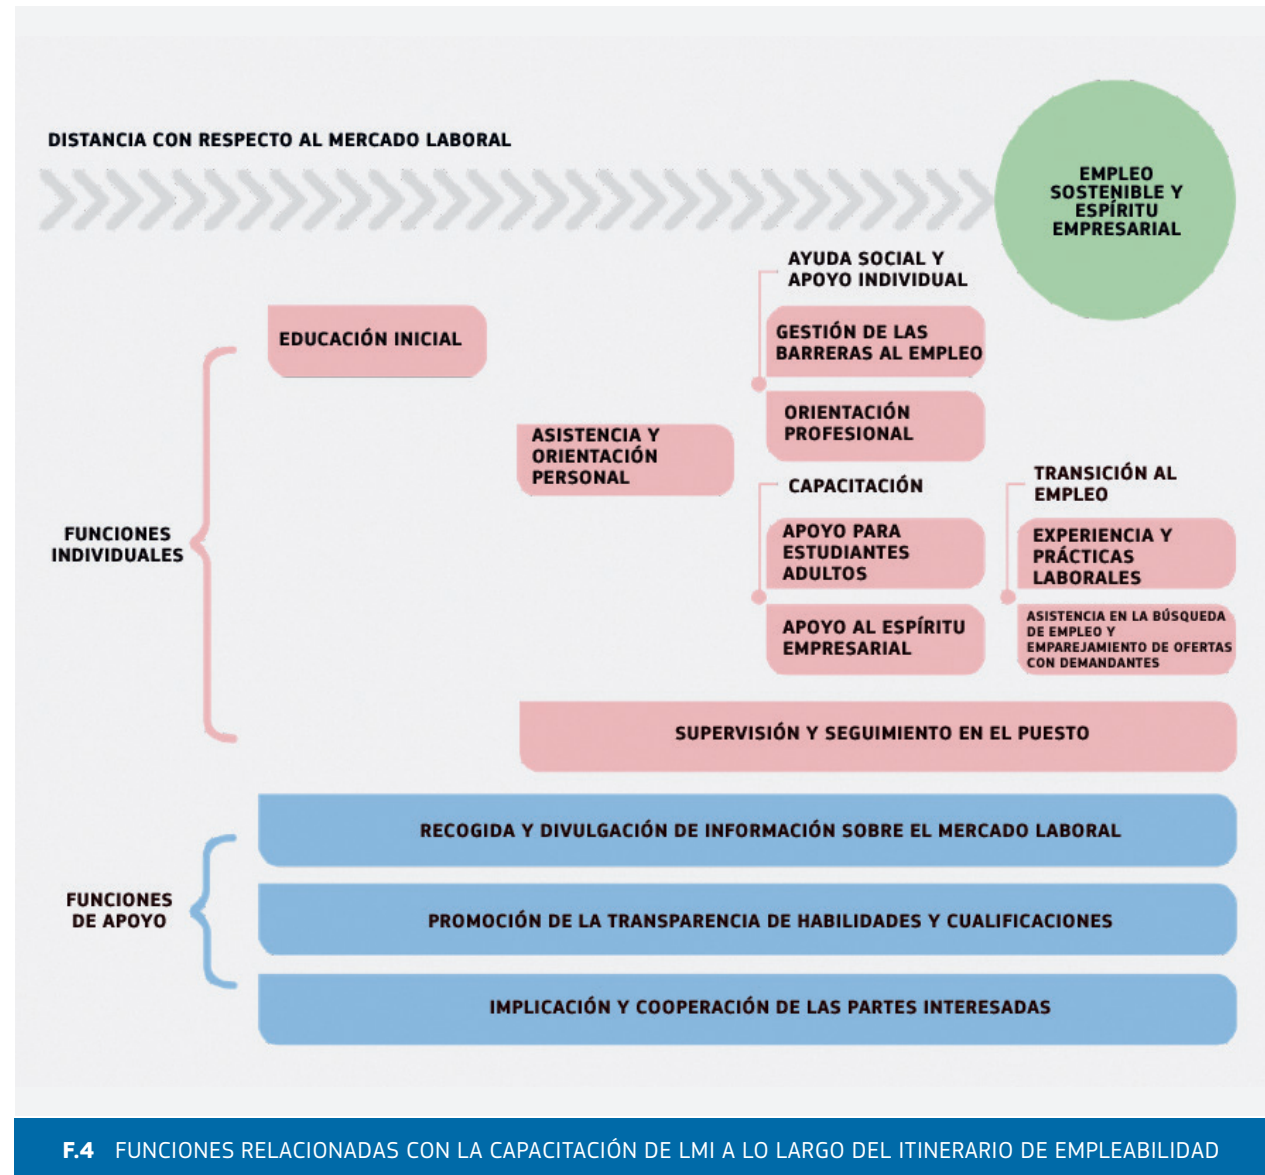 DISTANCIA CON RESPECTO AL MERCADO LABORAL
EMPLEO
SOSTENIBLE Y
ESPÍRITU
EMPRESARIAL
AYUDA SOCIAL Y
APOYO INDIVIDUAL
EDUCACIÓN INICIAL
GESTIÓN DE LAS
BARRERAS AL EMPLEO
ORIENTACIÓN
PROFESIONAL
ASISTENCIA Y
ORIENTACIÓN
PERSONAL
CAPACITACIÓN
TRANSICIÓN AL
EMPLEO
FUNCIONES
INDIVIDUALES
APOYO PARA
ESTUDIANTES
ADULTOS
EXPERIENCIA Y
PRÁCTICAS
LABORALES
APOYO AL ESPÍRITU
EMPRESARIAL
ASISTENCIA EN LA BÚSQUEDA
DE EMPLEO Y
EMPAREJAMIENTO DE OFERTAS
CON DEMANDANTES
SUPERVISIÓN Y SEGUIMIENTO EN EL PUESTO
RECOGIDA Y DIVULGACIÓN DE INFORMACIÓN SOBRE EL MERCADO LABORAL
FUNCIONES
DE APOYO
PROMOCIÓN DE LA TRANSPARENCIA DE HABILIDADES Y CUALIFICACIONES
IMPLICACIÓN Y COOPERACIÓN DE LAS PARTES INTERESADAS
F.4 FUNCIONES RELACIONADAS CON LA CAPACITACIÓN DE LMI A LO LARGO DEL ITINERARIO DE EMPLEABILIDAD